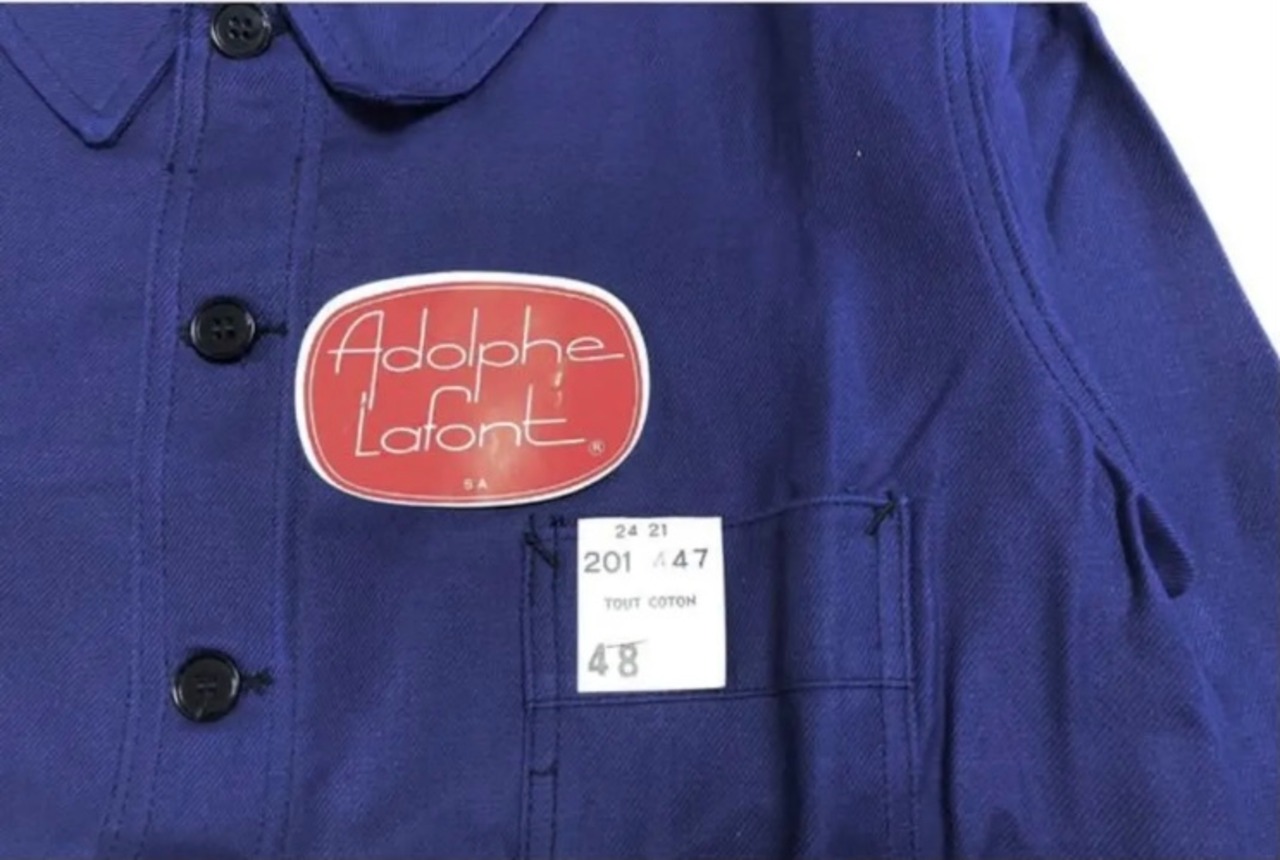 Adolphe
Lafont
®
SA
24 21
201 447
TOUT COTON
48